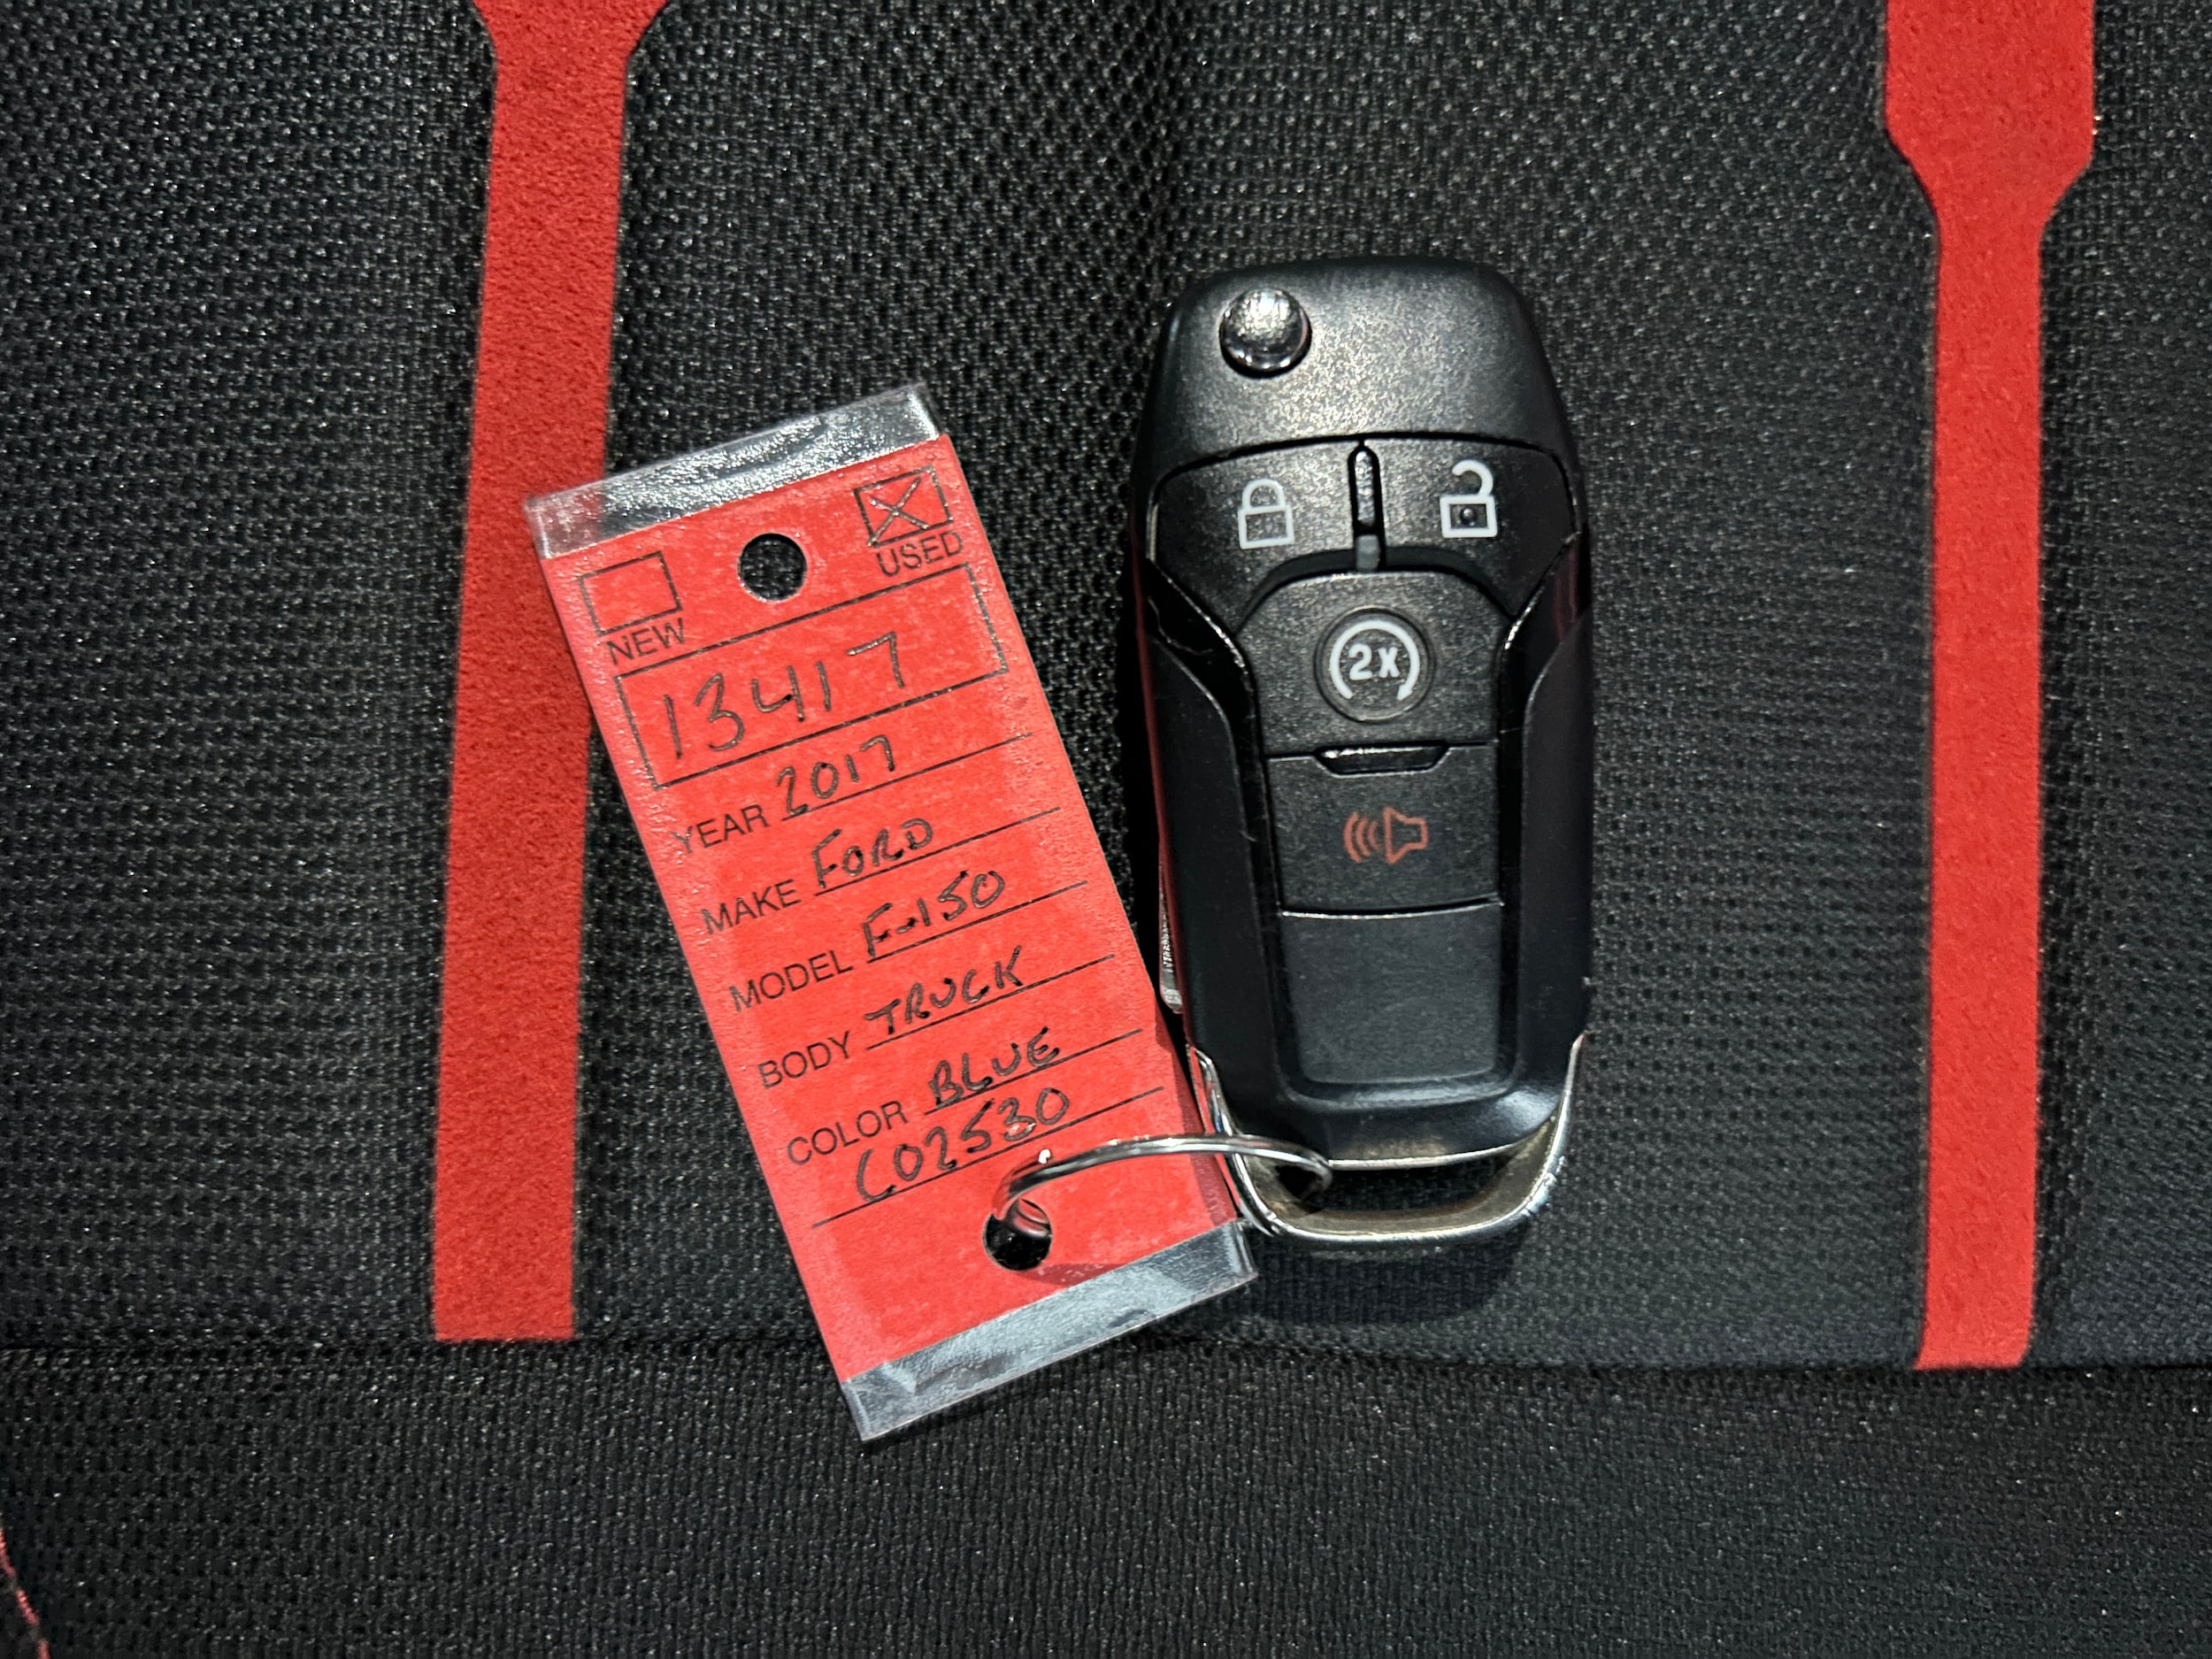 NEW USED
13417
YEAR 2017
MAKE FORD
MODEL F-150
BODY TRUCK
COLOR BLUE
C02530
2X